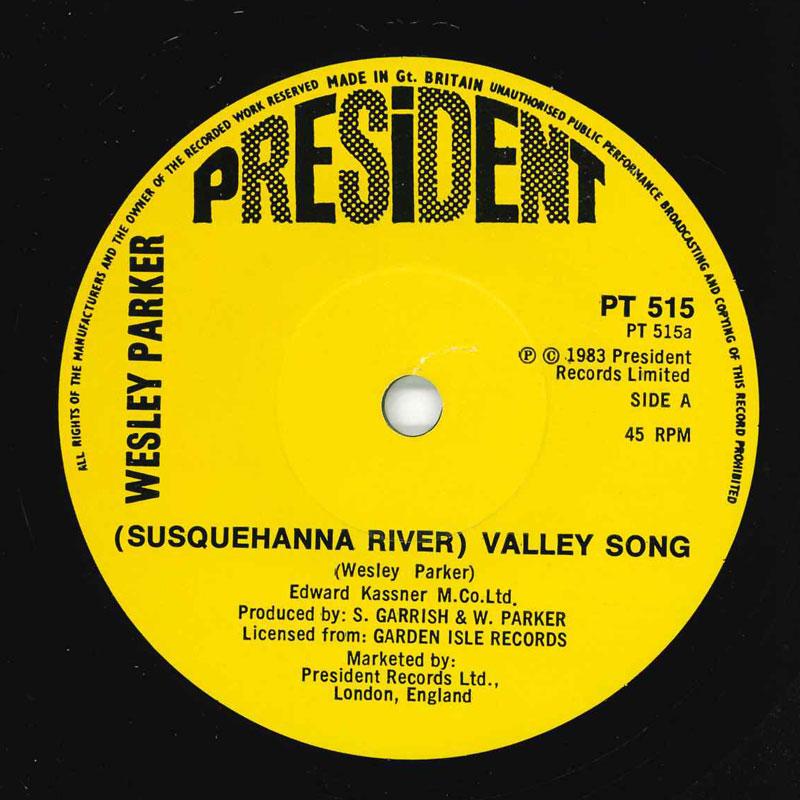 ALL RIGHTS OF THE MANUFACTURERS AND THE OWNER OF THE RECORDED WORK RESERVED MADE IN Gt. BRITAIN UNAUTHORISED PUBLIC PERFORMANCE BROADCASTING AND COPYING OF THIS RECORD PROHIBITED
PRESiDENT
WESLEY PARKER
PT 515
PT 515a
℗ © 1983 President
Records Limited
SIDE A
45 RPM
(SUSQUEHANNA RIVER) VALLEY SONG
(Wesley Parker)
Edward Kassner M.Co.Ltd.
Produced by: S. GARRISH & W. PARKER
Licensed from: GARDEN ISLE RECORDS
Marketed by:
President Records Ltd.,
London, England